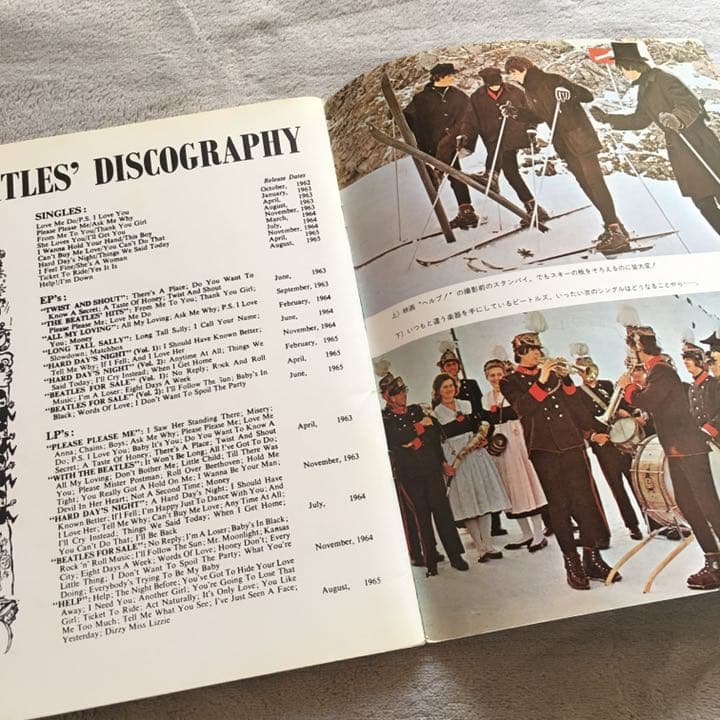 ATLES' DISCOGRAPHY
Release Dates
SINGLES:
Love Me Do/P.S. I Love You October, 1962
Please Please Me/Ask Me Why January, 1963
From Me To You/Thank You Girl April, 1963
She Loves You/I'll Get You August, 1963
I Wanna Hold Your Hand/This Boy November, 1963
Can't Buy Me Love/You Can't Do That March, 1964
Hard Day's Night/Things We Said Today July, 1964
I Feel Fine/She's A Woman November, 1964
Ticket To Ride/Yes It Is April, 1965
Help!/I'm Down August, 1965
EP's:
"TWIST AND SHOUT": There's A Place; Do You Want To June, 1963
Know A Secret; A Taste Of Honey; Twist And Shout
"THE BEATLES' HITS": From Me To You; Thank You Girl; September, 1963
Please Please Me; Love Me Do
"ALL MY LOVING": All My Loving; Ask Me Why; P.S. I Love February, 1964
You; Money
"LONG TALL SALLY": Long Tall Sally; I Call Your Name; June, 1964
Slowdown; Matchbox
"HARD DAY'S NIGHT" (Vol. 1): I Should Have Known Better; November, 1964
Tell Me Why; If I Fell; And I Love Her
"HARD DAY'S NIGHT" (Vol. 2): Anytime At All; Things We February, 1965
Said Today; I'll Cry Instead; When I Get Home
"BEATLES FOR SALE" (Vol. 1): No Reply; Rock And Roll April, 1965
Music; I'm A Loser; Eight Days A Week
"BEATLES FOR SALE" (Vol. 2): I'll Follow The Sun; Baby's In June, 1965
Black; Words Of Love; I Don't Want To Spoil The Party
LP's:
"PLEASE PLEASE ME": I Saw Her Standing There; Misery; April, 1963
Anna; Chains; Boys; Ask Me Why; Please Please Me; Love Me
Do; P.S. I Love You; Baby It's You; Do You Want To Know A
Secret; A Taste Of Honey; There's A Place; Twist And Shout
"WITH THE BEATLES": It Won't Be Long; All I've Got To Do; November, 1963
All My Loving; Don't Bother Me; Little Child; Till There Was
You; Please Mister Postman; Roll Over Beethoven; Hold Me
Tight; You Really Got A Hold On Me; I Wanna Be Your Man;
Devil In Her Heart; Not A Second Time; Money
"HARD DAY'S NIGHT": A Hard Day's Night; I Should Have July, 1964
Known Better; If I Fell; I'm Happy Just To Dance With You; And
I Love Her; Tell Me Why; Can't Buy Me Love; Any Time At All;
I'll Cry Instead; Things We Said Today; When I Get Home;
You Can't Do That; I'll Be Back
"BEATLES FOR SALE": No Reply; I'm A Loser; Baby's In Black; November, 1964
Rock 'n' Roll Music; I'll Follow The Sun; Mr. Moonlight; Kansas
City; Eight Days A Week; Words Of Love; Honey Don't; Every
Little Thing; I Don't Want To Spoil The Party; What You're
Doing; Everybody's Trying To Be My Baby
"HELP": Help; The Night Before; You've Got To Hide Your Love August, 1965
Away; I Need You; Another Girl; You're Going To Lose That
Girl; Ticket To Ride; Act Naturally; It's Only Love; You Like
Me Too Much; Tell Me What You See; I've Just Seen A Face;
Yesterday; Dizzy Miss Lizzie
上）映画“ヘルプ！”の撮影前のスタンバイ。でもスキーの板をそろえるのに皆大変！
下）いつもと違う楽器を手にしているビートルズ、いったい次のシングルはどうなることやら……。